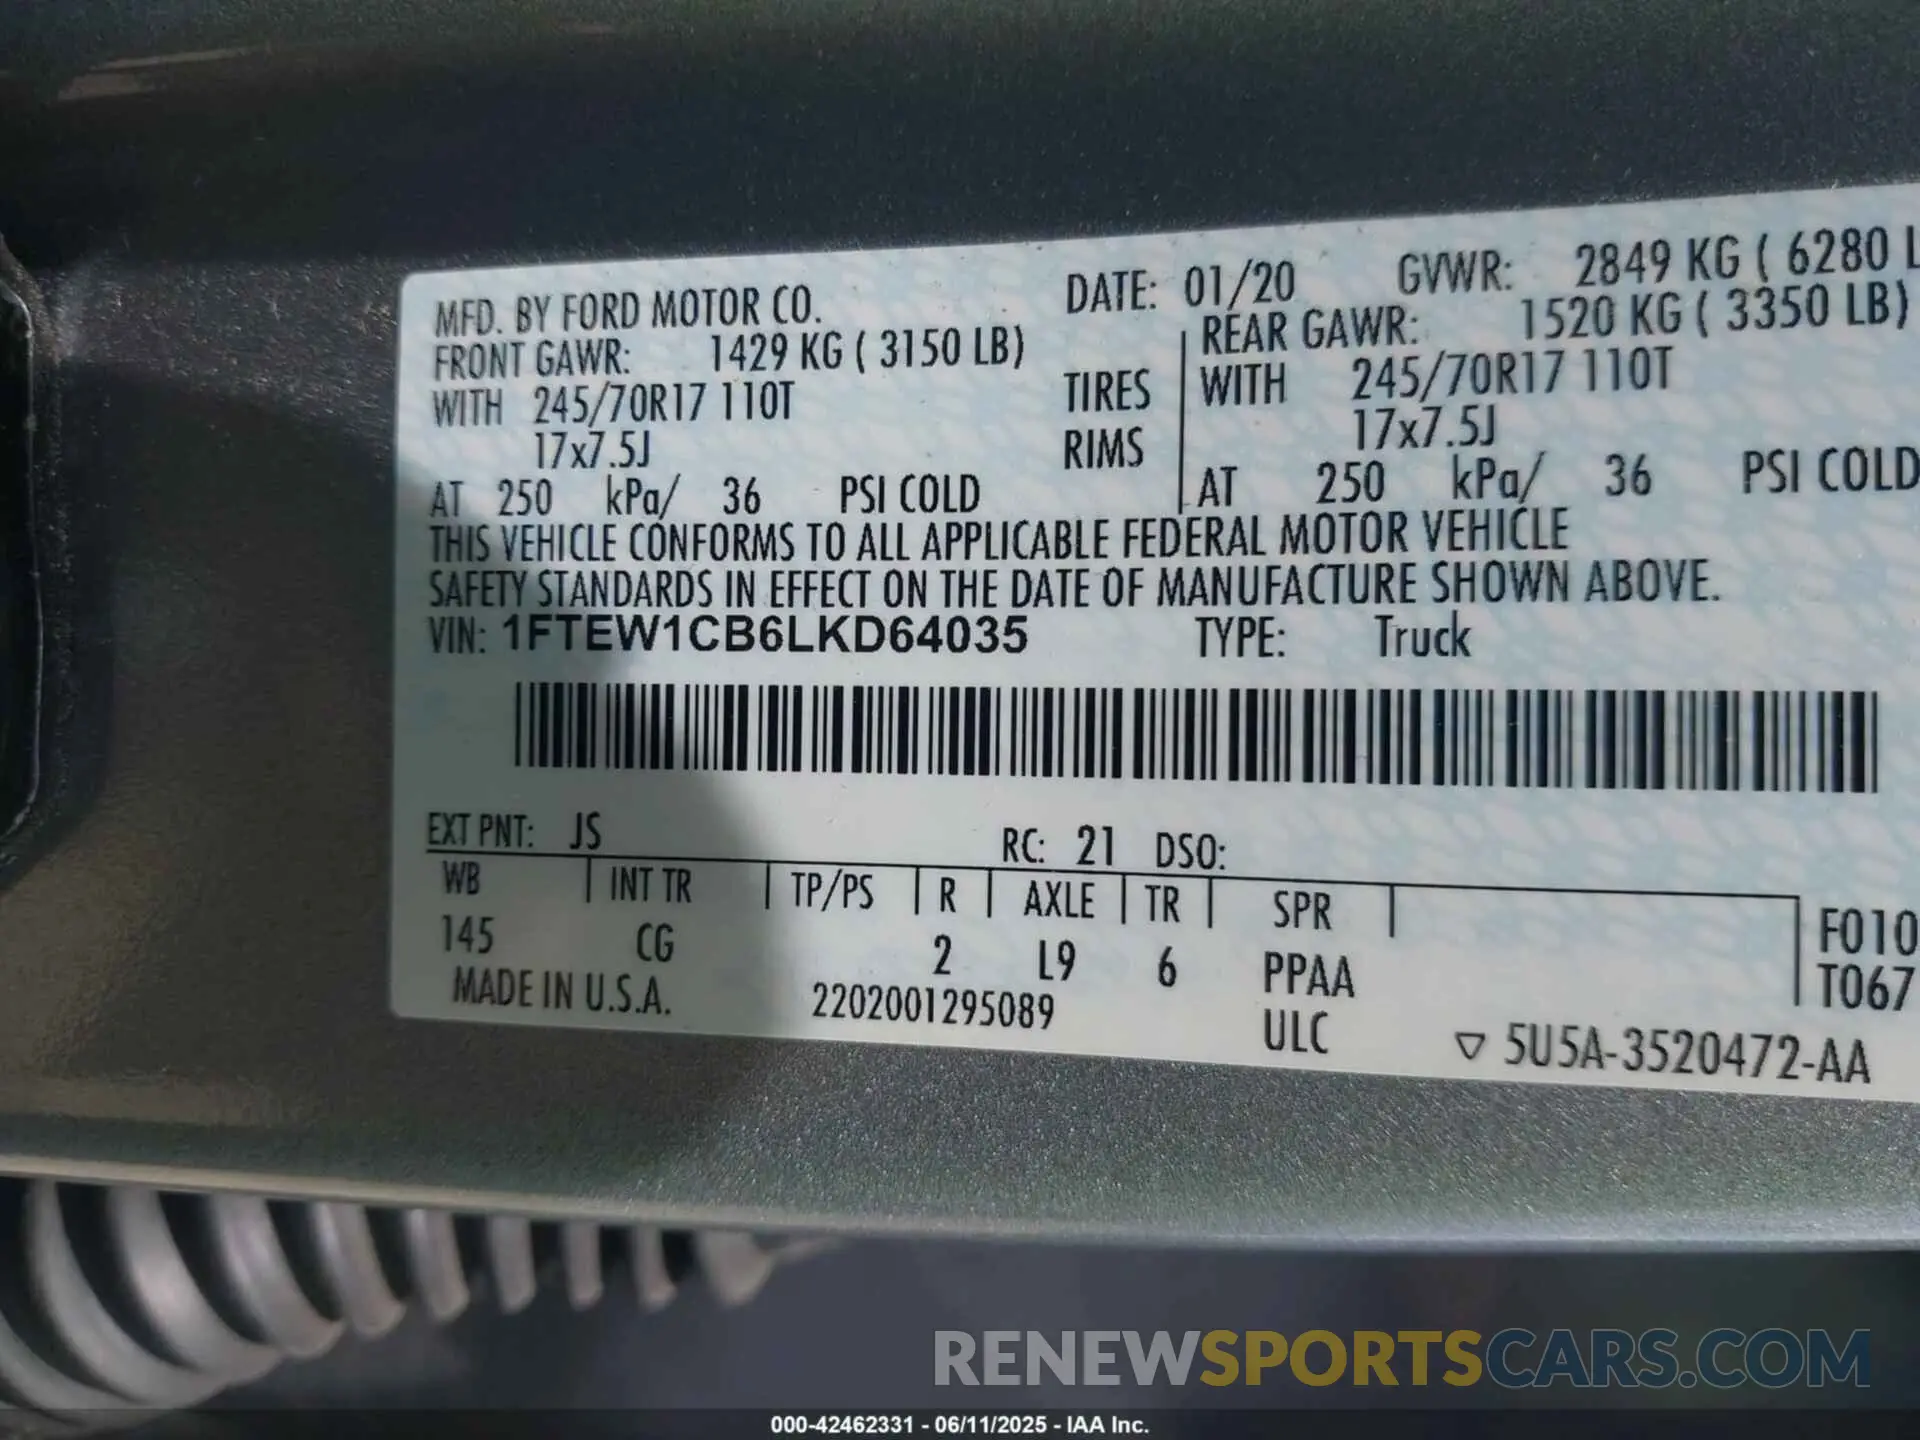 MFD. BY FORD MOTOR CO. DATE: 01/20 GVWR: 2849 KG ( 6280 L
FRONT GAWR: 1429 KG ( 3150 LB) REAR GAWR: 1520 KG ( 3350 LB)
WITH 245/70R17 110T TIRES WITH 245/70R17 110T
17x7.5J RIMS 17x7.5J
AT 250 kPa/ 36 PSI COLD AT 250 kPa/ 36 PSI COLD
THIS VEHICLE CONFORMS TO ALL APPLICABLE FEDERAL MOTOR VEHICLE
SAFETY STANDARDS IN EFFECT ON THE DATE OF MANUFACTURE SHOWN ABOVE.
VIN: 1FTEW1CB6LKD64035 TYPE: Truck
EXT PNT: JS RC: 21 DSO:
WB INT TR TP/PS R AXLE TR SPR F010
145 CG 2 L9 6 PPAA T067
MADE IN U.S.A. 2202001295089 ULC ▽ 5U5A-3520472-AA
RENEWSPORTSCARS.COM
000-42462331 - 06/11/2025 - IAA Inc.